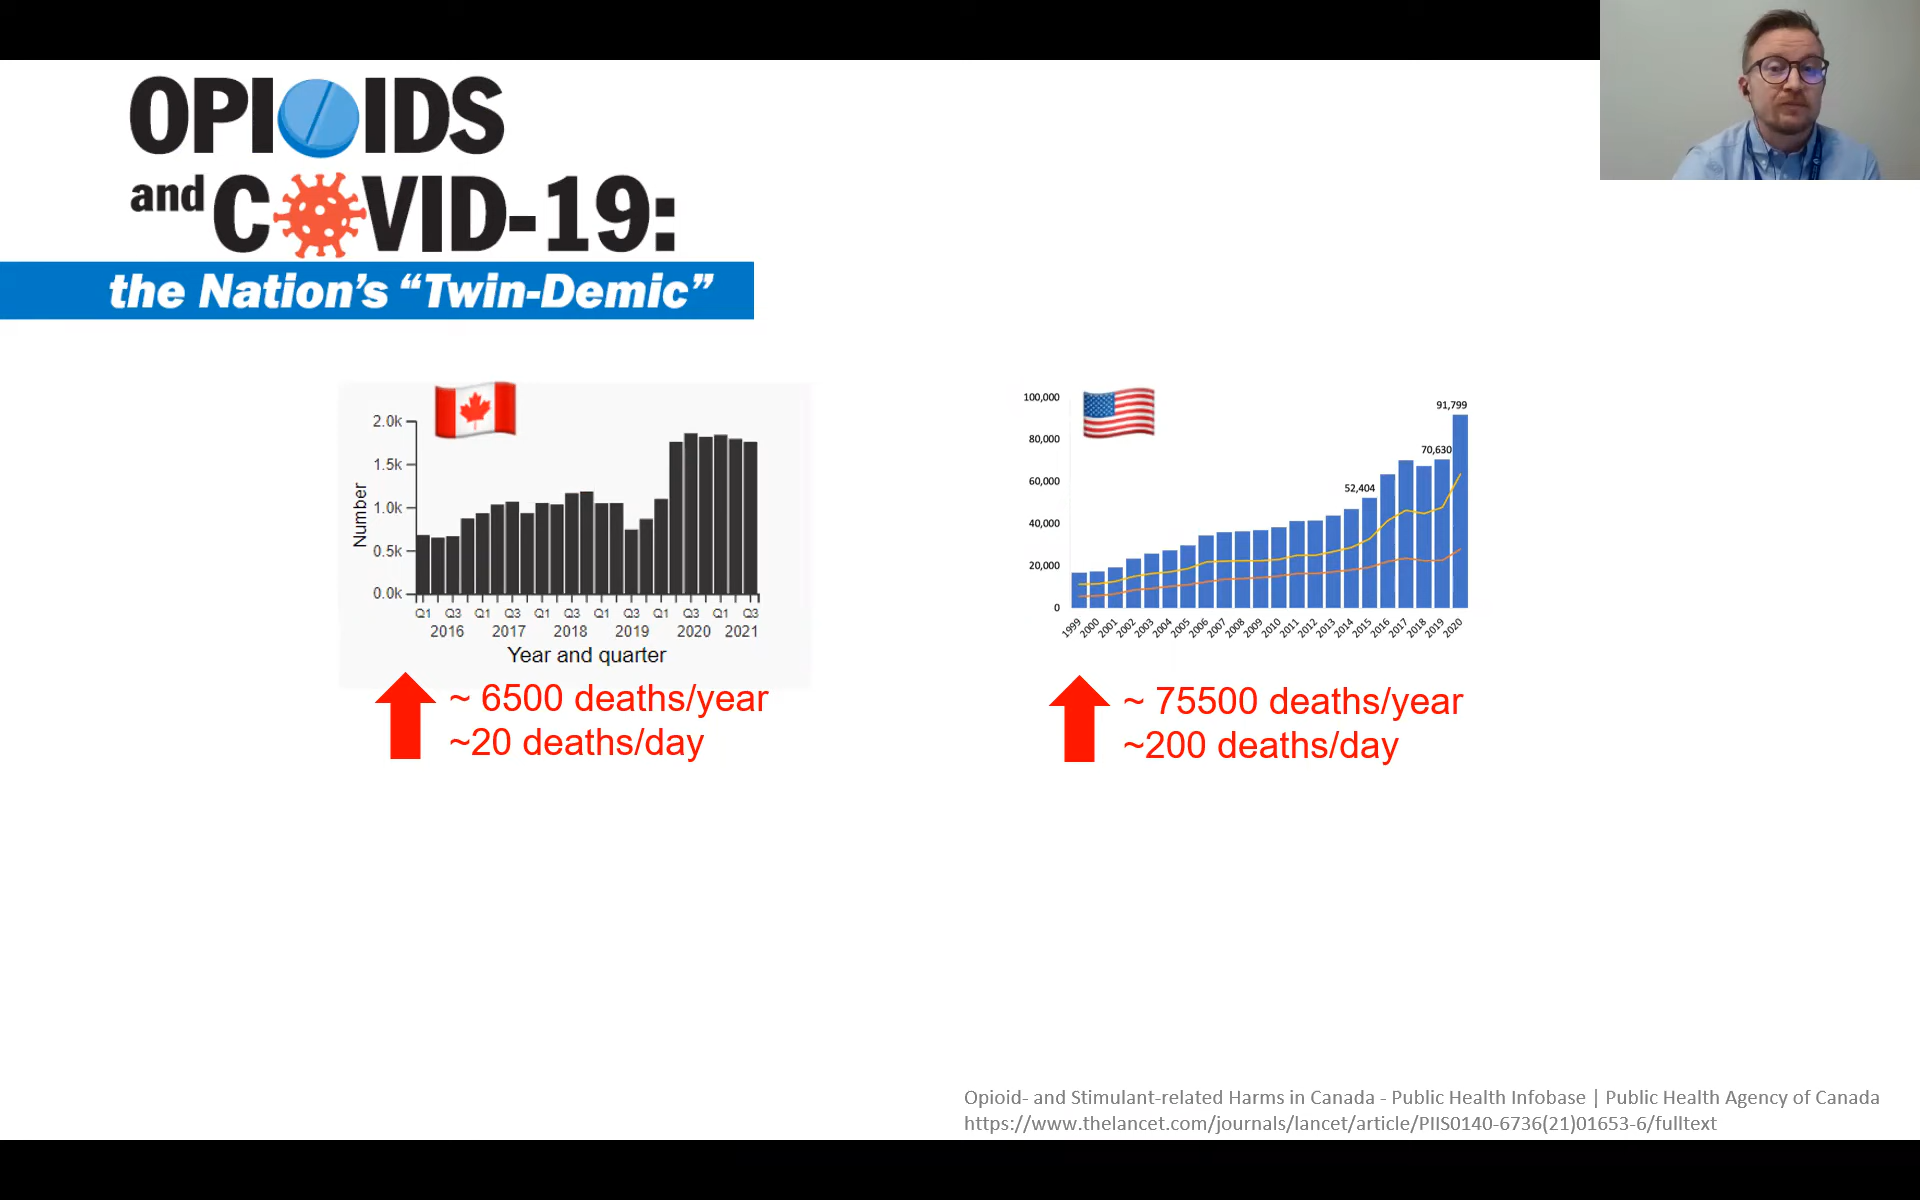 OPIOIDS
and COVID-19:
the Nation's “Twin-Demic”
2.0k
1.5k
1.0k
0.5k
0.0k
Number
Q1 Q3 Q1 Q3 Q1 Q3 Q1 Q3 Q1 Q3 Q1 Q3
2016 2017 2018 2019 2020 2021
Year and quarter
~ 6500 deaths/year
~20 deaths/day
100,000
80,000
60,000
40,000
20,000
0
52,404
70,630
91,799
1999 2000 2001 2002 2003 2004 2005 2006 2007 2008 2009 2010 2011 2012 2013 2014 2015 2016 2017 2018 2019 2020
~ 75500 deaths/year
~200 deaths/day
Opioid- and Stimulant-related Harms in Canada - Public Health Infobase | Public Health Agency of Canada
https://www.thelancet.com/journals/lancet/article/PIIS0140-6736(21)01653-6/fulltext